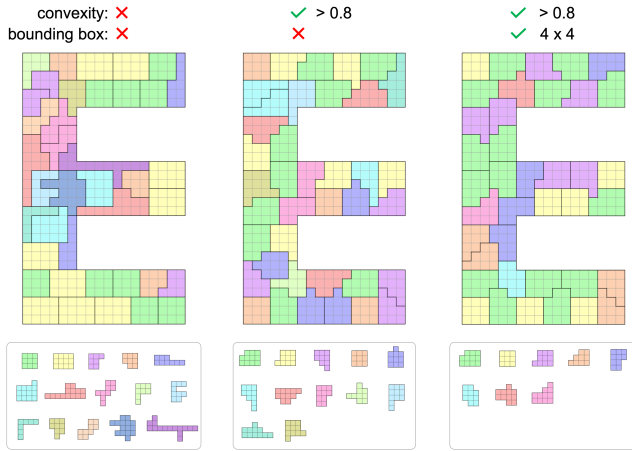 convexity: ✗
bounding box: ✗
✓ > 0.8
✗
✓ > 0.8
✓ 4 x 4